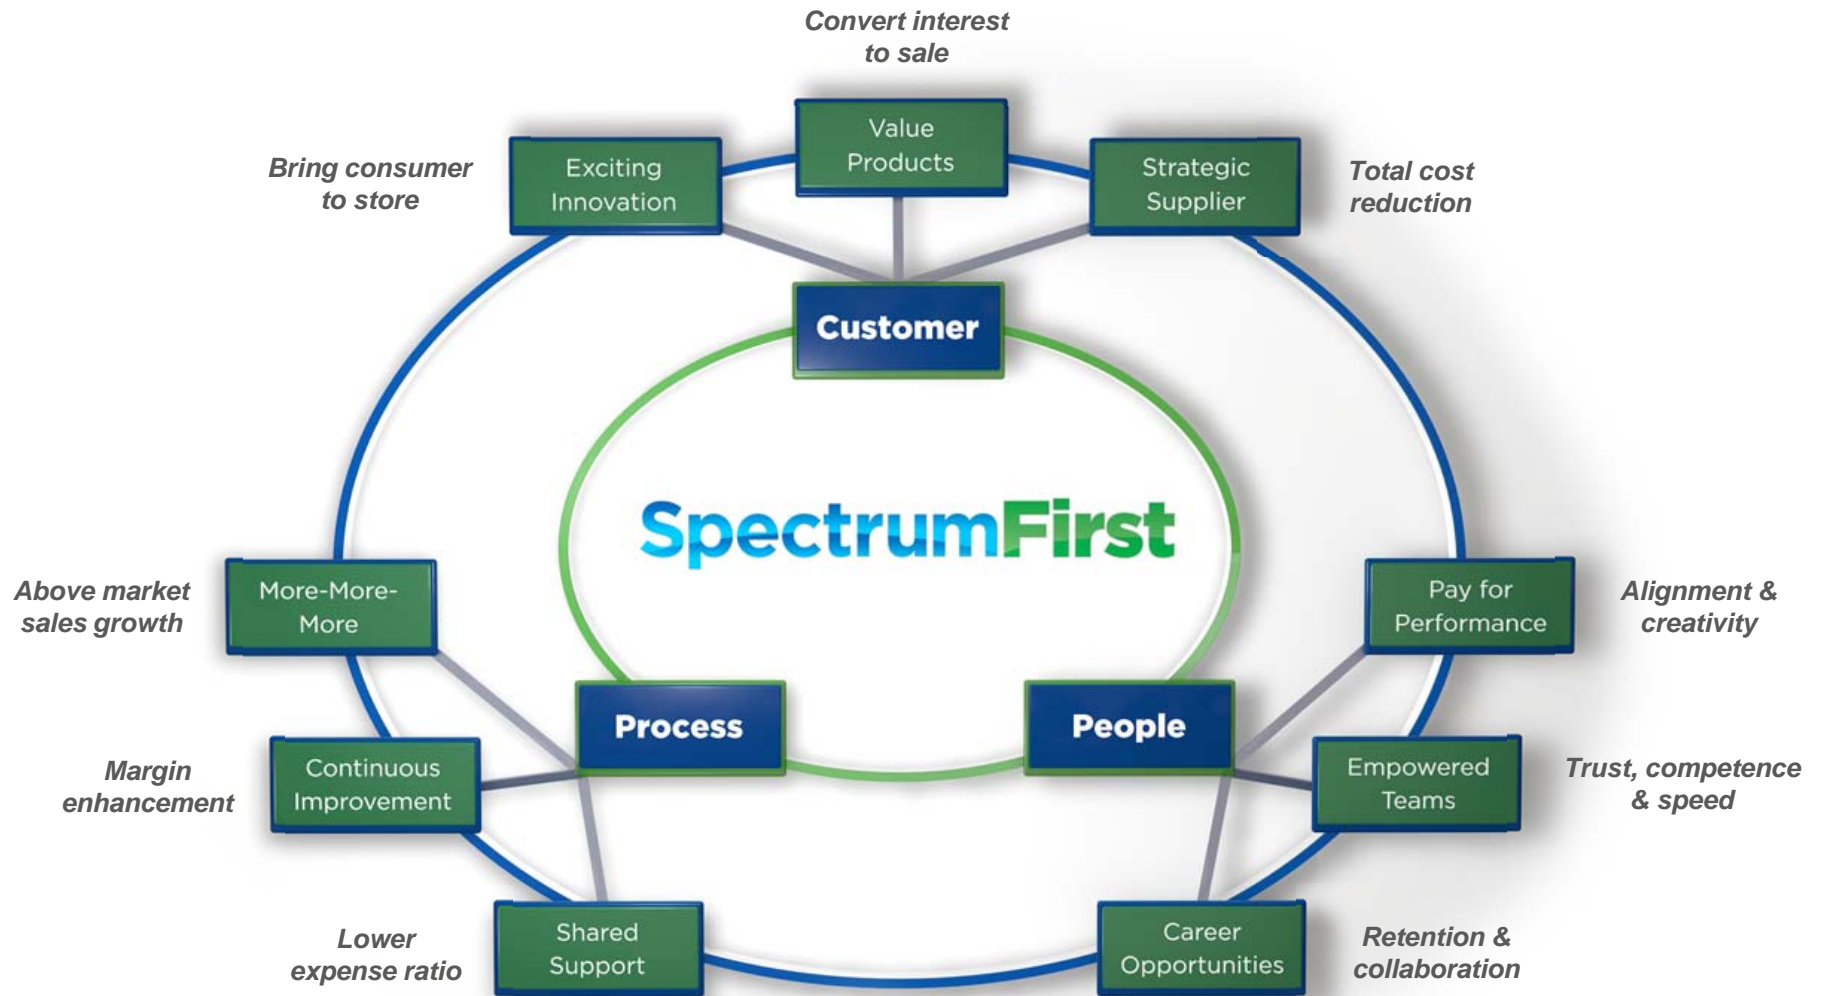 Convert interest
to sale
Value
Products
Bring consumer
to store
Exciting
Innovation
Strategic
Supplier
Total cost
reduction
Customer
SpectrumFirst
Above market
sales growth
More-More-
More
Pay for
Performance
Alignment &
creativity
Process
People
Margin
enhancement
Continuous
Improvement
Empowered
Teams
Trust, competence
& speed
Lower
expense ratio
Shared
Support
Career
Opportunities
Retention &
collaboration